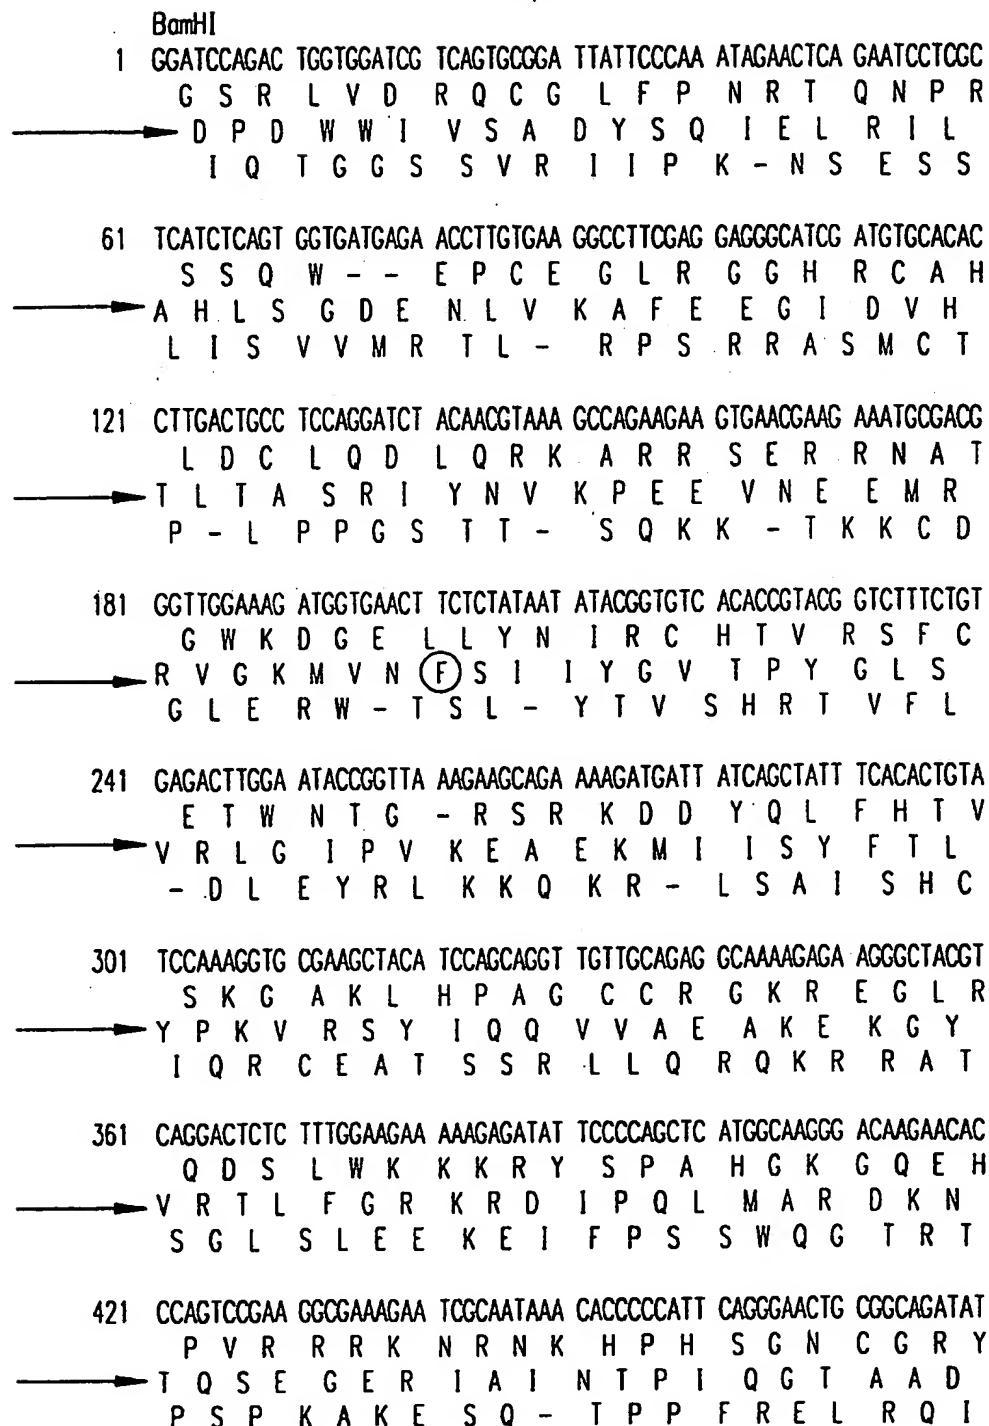 BamHI
1 GGATCCAGAC TGGTGGATCG TCAGTGCGGA TTATTCCCAA ATAGAACTCA GAATCCTCGC
G S R L V D R Q C G L F P N R T Q N P R
D P D W W I V S A D Y S Q I E L R I L
I Q T G G S S V R I I P K - N S E S S
61 TCATCTCAGT GGTGATGAGA ACCTTGTGAA GGCCTTCGAG GAGGGCATCG ATGTGCACAC
S S Q W - - E P C E G L R G G H R C A H
A H L S G D E N L V K A F E E G I D V H
L I S V V M R T L - R P S R R A S M C T
121 CTTGACTGCC TCCAGGATCT ACAACGTAAA GCCAGAAGAA GTGAACGAAG AAATGCGACG
L D C L Q D L Q R K A R R S E R R N A T
T L T A S R I Y N V K P E E V N E E M R
P - L P P G S T T - S Q K K - T K K C D
181 GGTTGGAAAG ATGGTGAACT TCTCTATAAT ATACGGTGTC ACACCGTACG GTCTTTCTGT
G W K D G E L L Y N I R C H T V R S F C
R V G K M V N F S I I Y G V T P Y G L S
G L E R W - T S L - Y T V S H R T V F L
241 GAGACTTGGA ATACCGGTTA AAGAAGCAGA AAAGATGATT ATCAGCTATT TCACACTGTA
E T W N T G - R S R K D D Y Q L F H T V
V R L G I P V K E A E K M I I S Y F T L
- D L E Y R L K K Q K R - L S A I S H C
301 TCCAAAGGTG CGAAGCTACA TCCAGCAGGT TGTTGCAGAG GCAAAAGAGA AGGGCTACGT
S K G A K L H P A G C C R G K R E G L R
Y P K V R S Y I Q Q V V A E A K E K G Y
I Q R C E A T S S R L L Q R Q K R R A T
361 CAGGACTCTC TTTGGAAGAA AAAGAGATAT TCCCCAGCTC ATGGCAAGGG ACAAGAACAC
Q D S L W K K K R Y S P A H G K G Q E H
V R T L F G R K R D I P Q L M A R D K N
S G L S L E E K E I F P S S W Q G T R T
421 CCAGTCCGAA GGCGAAAGAA TCGCAATAAA CACCCCCATT CAGGGAACTG CGGCAGATAT
P V R R R K N R N K H P H S G N C G R Y
T Q S E G E R I A I N T P I Q G T A A D
P S P K A K E S Q - T P P F R E L R Q I